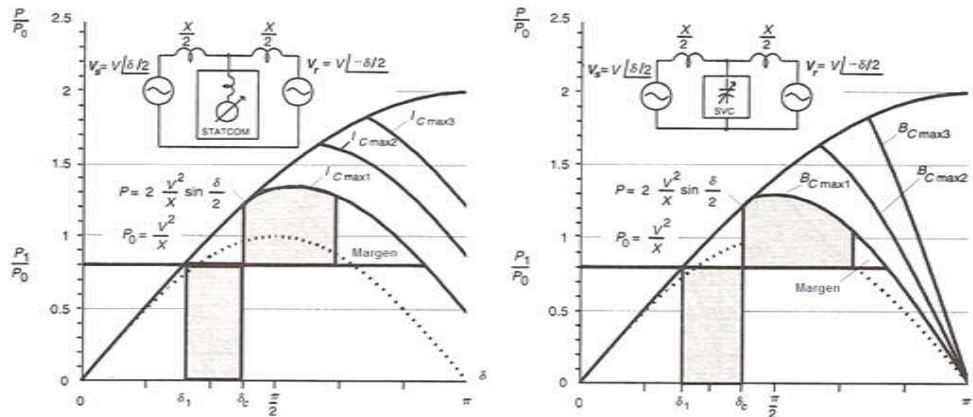 P/P0
2.5
X/2 X/2
Vs= V⌊δ/2 Vr= V⌊-δ/2
STATCOM
2
IC max3
IC max2
1.5
IC max1
P= 2 V²/X sin δ/2
P0= V²/X
1
Margen
P1/P0
0.5
0
0 δ1 δc π/2 π δ
P/P0
2.5
X/2 X/2
Vs= V⌊δ/2 Vr= V⌊-δ/2
SVC
2
BC max3
BC max2
1.5
BC max1
P= 2 V²/X sin δ/2
P0= V²/X
1
P1/P0
Margen
0.5
0
0 δ1 δc π/2 π